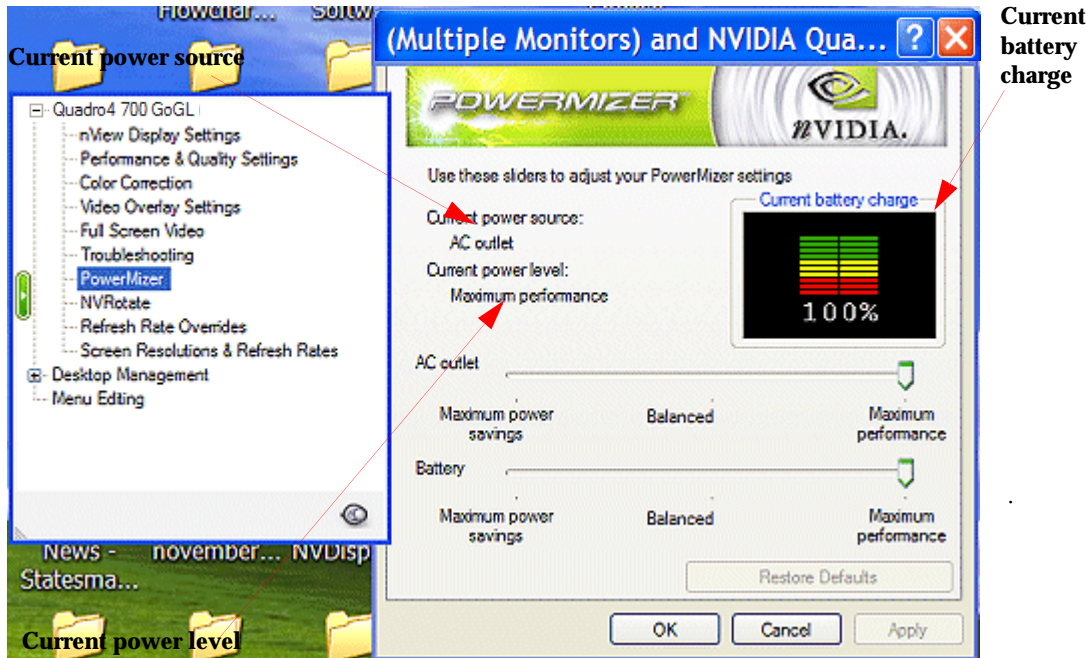 Flowchar... Softw
Current power source
(Multiple Monitors) and NVIDIA Qua...
Current
battery
charge
Quadro4 700 GoGL
nView Display Settings
Performance & Quality Settings
Color Correction
Video Overlay Settings
Full Screen Video
Troubleshooting
PowerMizer
NVRotate
Refresh Rate Overrides
Screen Resolutions & Refresh Rates
Desktop Management
Menu Editing
POWERMIZER
nVIDIA.
Use these sliders to adjust your PowerMizer settings
Current power source:
AC outlet
Current power level:
Maximum performance
Current battery charge
100%
AC outlet
Maximum power savings
Balanced
Maximum performance
Battery
Maximum power savings
Balanced
Maximum performance
Restore Defaults
OK
Cancel
Apply
News - november... NVDisp
Statesma...
Current power level
.